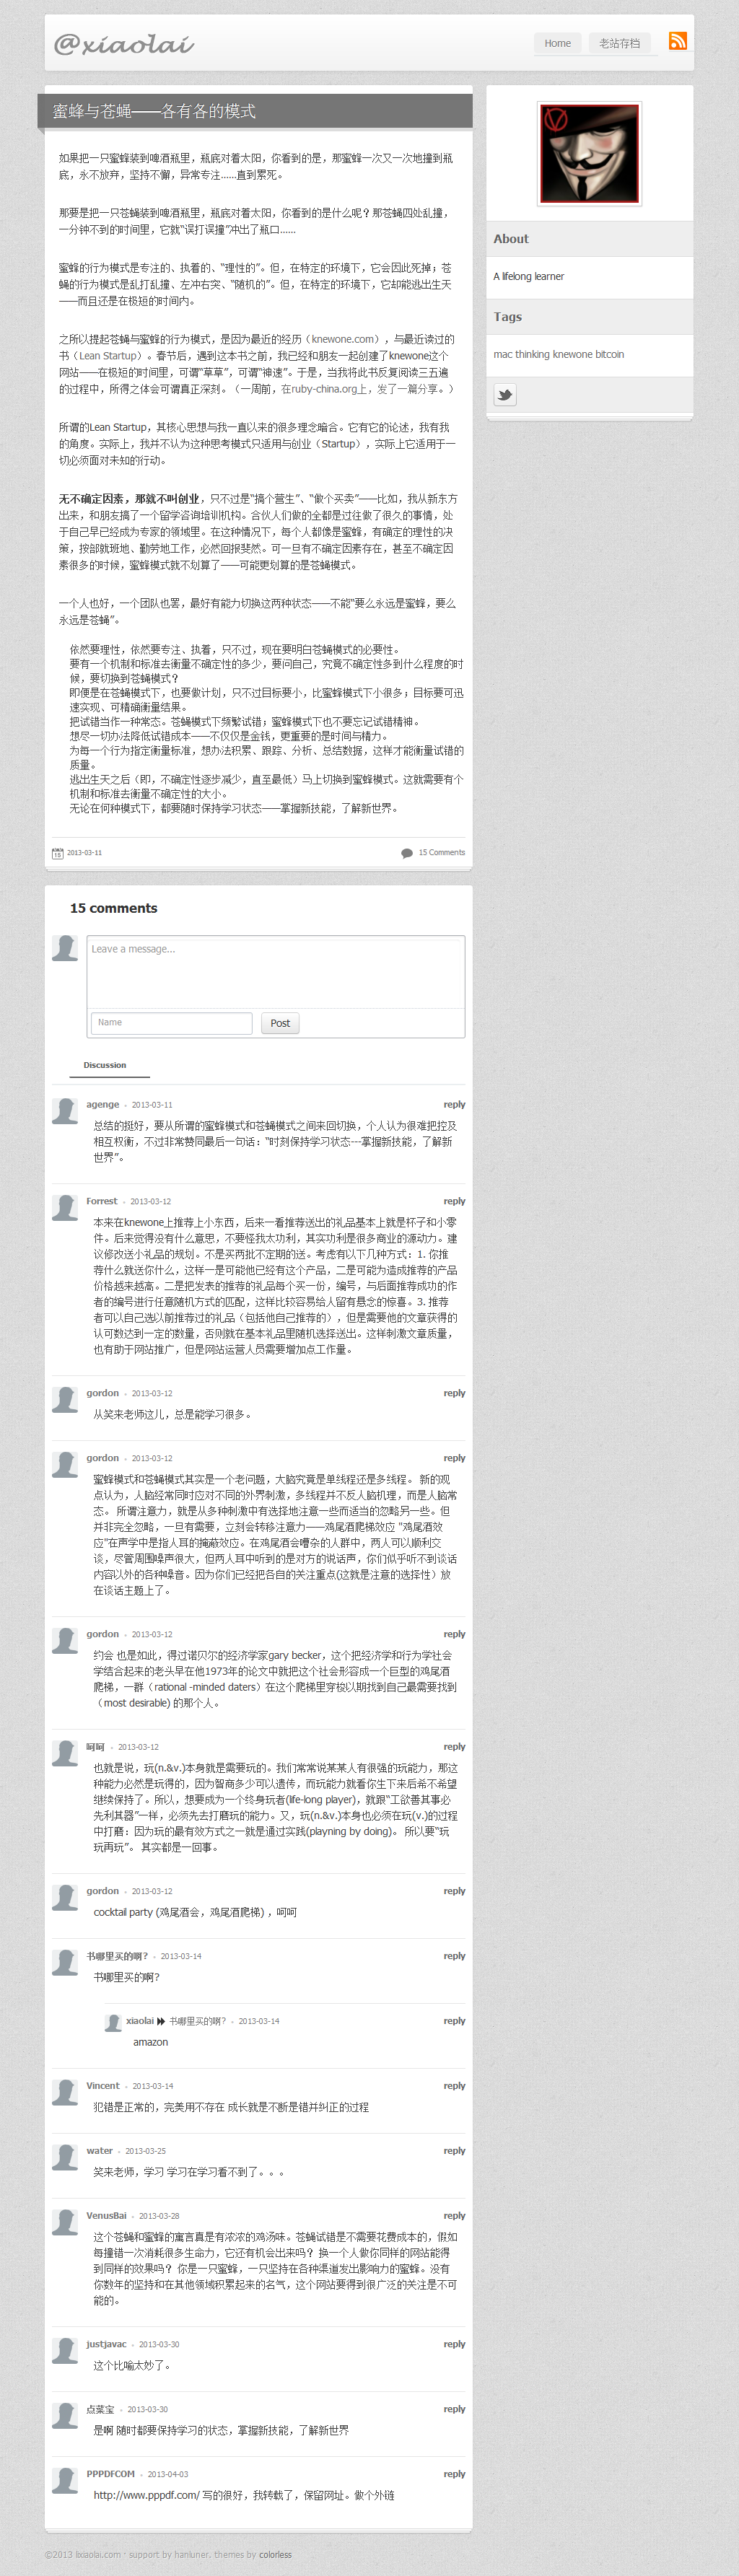 @xiaolai
Home
老站存档
蜜蜂与苍蝇——各有各的模式
如果把一只蜜蜂装到啤酒瓶里，瓶底对着太阳，你看到的是，那蜜蜂一次又一次地撞到瓶
底，永不放弃，坚持不懈，异常专注……直到累死。
那要是把一只苍蝇装到啤酒瓶里，瓶底对着太阳，你看到的是什么呢？那苍蝇四处乱撞，
一分钟不到的时间里，它就“误打误撞”冲出了瓶口……
蜜蜂的行为模式是专注的、执着的、“理性的”。但，在特定的环境下，它会因此死掉；苍
蝇的行为模式是乱打乱撞、左冲右突、“随机的”。但，在特定的环境下，它却能逃出生天
——而且还是在极短的时间内。
之所以提起苍蝇与蜜蜂的行为模式，是因为最近的经历（knewone.com），与最近读过的
书（Lean Startup）。春节后，遇到这本书之前，我已经和朋友一起创建了knewone这个
网站——在极短的时间里，可谓“草草”，可谓“神速”。于是，当我将此书反复阅读三五遍
的过程中，所得之体会可谓真正深刻。（一周前，在ruby-china.org上，发了一篇分享。）
所谓的Lean Startup，其核心思想与我一直以来的很多理念暗合。它有它的论述，我有我
的角度。实际上，我并不认为这种思考模式只适用与创业（Startup），实际上它适用于一
切必须面对未知的行动。
无不确定因素，那就不叫创业，只不过是“搞个营生”、“做个买卖”——比如，我从新东方
出来，和朋友搞了一个留学咨询培训机构。合伙人们做的全都是过往做了很久的事情，处
于自己早已经成为专家的领域里。在这种情况下，每个人都像是蜜蜂，有确定的理性的决
策，按部就班地、勤劳地工作，必然回报斐然。可一旦有不确定因素存在，甚至不确定因
素很多的时候，蜜蜂模式就不划算了——可能更划算的是苍蝇模式。
一个人也好，一个团队也罢，最好有能力切换这两种状态——不能“要么永远是蜜蜂，要么
永远是苍蝇”。
依然要理性，依然要专注、执着，只不过，现在要明白苍蝇模式的必要性。
要有一个机制和标准去衡量不确定性的多少，要问自己，究竟不确定性多到什么程度的时
候，要切换到苍蝇模式？
即便是在苍蝇模式下，也要做计划，只不过目标要小，比蜜蜂模式下小很多；目标要可迅
速实现、可精确衡量结果。
把试错当作一种常态。苍蝇模式下频繁试错；蜜蜂模式下也不要忘记试错精神。
想尽一切办法降低试错成本——不仅仅是金钱，更重要的是时间与精力。
为每一个行为指定衡量标准，想办法积累、跟踪、分析、总结数据，这样才能衡量试错的
质量。
逃出生天之后（即，不确定性逐步减少，直至最低）马上切换到蜜蜂模式。这就需要有个
机制和标准去衡量不确定性的大小。
无论在何种模式下，都要随时保持学习状态——掌握新技能，了解新世界。
2013-03-11
15 Comments
About
A lifelong learner
Tags
mac thinking knewone bitcoin
15 comments
Leave a message...
Name
Post
Discussion
agenge • 2013-03-11 reply
总结的挺好，要从所谓的蜜蜂模式和苍蝇模式之间来回切换，个人认为很难把控及
相互权衡，不过非常赞同最后一句话：“时刻保持学习状态---掌握新技能，了解新
世界”。
Forrest • 2013-03-12 reply
本来在knewone上推荐上小东西，后来一看推荐送出的礼品基本上就是杯子和小零
件。后来觉得没有什么意思，不要怪我太功利，其实功利是很多商业的源动力。建
议修改送小礼品的规划。不是买两批不定期的送。考虑有以下几种方式：1. 你推
荐什么就送你什么，这样一是可能他已经有这个产品，二是可能为造成推荐的产品
价格越来越高。二是把发表的推荐的礼品每个买一份，编号，与后面推荐成功的作
者的编号进行任意随机方式的匹配，这样比较容易给人留有悬念的惊喜。3. 推荐
者可以自己选以前推荐过的礼品（包括他自己推荐的），但是需要他的文章获得的
认可数达到一定的数量，否则就在基本礼品里随机选择送出。这样刺激文章质量，
也有助于网站推广，但是网站运营人员需要增加点工作量。
gordon • 2013-03-12 reply
从笑来老师这儿，总是能学习很多。
gordon • 2013-03-12 reply
蜜蜂模式和苍蝇模式其实是一个老问题，大脑究竟是单线程还是多线程。 新的观
点认为，人脑经常同时应对不同的外界刺激，多线程并不反人脑机理，而是人脑常
态。 所谓注意力，就是从多种刺激中有选择地注意一些而适当的忽略另一些。但
并非完全忽略，一旦有需要，立刻会转移注意力——鸡尾酒爬梯效应 “鸡尾酒效
应”在声学中是指人耳的掩蔽效应。在鸡尾酒会嘈杂的人群中，两人可以顺利交
谈，尽管周围噪声很大，但两人耳中听到的是对方的说话声，你们似乎听不到谈话
内容以外的各种噪音。因为你们已经把各自的关注重点(这就是注意的选择性）放
在谈话主题上了。
gordon • 2013-03-12 reply
约会 也是如此，得过诺贝尔的经济学家gary becker，这个把经济学和行为学社会
学结合起来的老头早在他1973年的论文中就把这个社会形容成一个巨型的鸡尾酒
爬梯，一群（rational -minded daters）在这个爬梯里穿梭以期找到自己最需要找到
（most desirable) 的那个人。
呵呵 • 2013-03-12 reply
也就是说，玩(n.&v.)本身就是需要玩的。我们常常说某某人有很强的玩能力，那这
种能力必然是玩得的，因为智商多少可以遗传，而玩能力就看你生下来后希不希望
继续保持了。所以，想要成为一个终身玩者(life-long player)，就跟“工欲善其事必
先利其器”一样，必须先去打磨玩的能力。又，玩(n.&v.)本身也必须在玩(v.)的过程
中打磨：因为玩的最有效方式之一就是通过实践(playning by doing)。 所以要“玩
玩再玩”。 其实都是一回事。
gordon • 2013-03-12 reply
cocktail party (鸡尾酒会，鸡尾酒爬梯) ，呵呵
书哪里买的啊？ • 2013-03-14 reply
书哪里买的啊?
xiaolai 书哪里买的啊？ • 2013-03-14 reply
amazon
Vincent • 2013-03-14 reply
犯错是正常的，完美用不存在 成长就是不断是错并纠正的过程
water • 2013-03-25 reply
笑来老师，学习 学习在学习看不到了。。。
VenusBai • 2013-03-28 reply
这个苍蝇和蜜蜂的寓言真是有浓浓的鸡汤味。苍蝇试错是不需要花费成本的，假如
每撞错一次消耗很多生命力，它还有机会出来吗？ 换一个人做你同样的网站能得
到同样的效果吗？ 你是一只蜜蜂，一只坚持在各种渠道发出影响力的蜜蜂。没有
你数年的坚持和在其他领域积累起来的名气，这个网站要得到很广泛的关注是不可
能的。
justjavac • 2013-03-30 reply
这个比喻太妙了。
点菜宝 • 2013-03-30 reply
是啊 随时都要保持学习的状态，掌握新技能，了解新世界
PPPDFCOM • 2013-04-03 reply
http://www.pppdf.com/ 写的很好，我转载了，保留网址。做个外链
©2013 lixiaolai.com · support by hanluner. themes by colorless